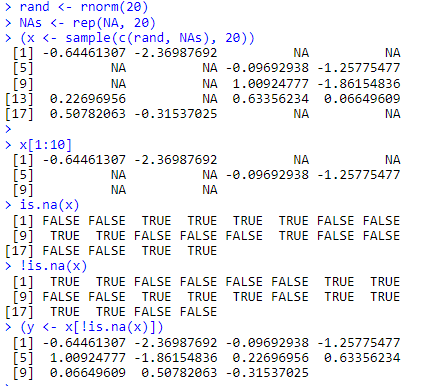 > rand <- rnorm(20)
> NAs <- rep(NA, 20)
> (x <- sample(c(rand, NAs), 20))
 [1] -0.64461307 -2.36987692          NA          NA
 [5]          NA          NA -0.09692938 -1.25775477
 [9]          NA          NA  1.00924777 -1.86154836
[13]  0.22696956          NA  0.63356234  0.06649609
[17]  0.50782063 -0.31537025          NA          NA
>
> x[1:10]
 [1] -0.64461307 -2.36987692          NA          NA
 [5]          NA          NA -0.09692938 -1.25775477
 [9]          NA          NA
> is.na(x)
 [1] FALSE FALSE  TRUE  TRUE  TRUE  TRUE FALSE FALSE
 [9]  TRUE  TRUE FALSE FALSE FALSE  TRUE FALSE FALSE
[17] FALSE FALSE  TRUE  TRUE
> !is.na(x)
 [1]  TRUE  TRUE FALSE FALSE FALSE FALSE  TRUE  TRUE
 [9] FALSE FALSE  TRUE  TRUE  TRUE FALSE  TRUE  TRUE
[17]  TRUE  TRUE FALSE FALSE
> (y <- x[!is.na(x)])
 [1] -0.64461307 -2.36987692 -0.09692938 -1.25775477
 [5]  1.00924777 -1.86154836  0.22696956  0.63356234
 [9]  0.06649609  0.50782063 -0.31537025